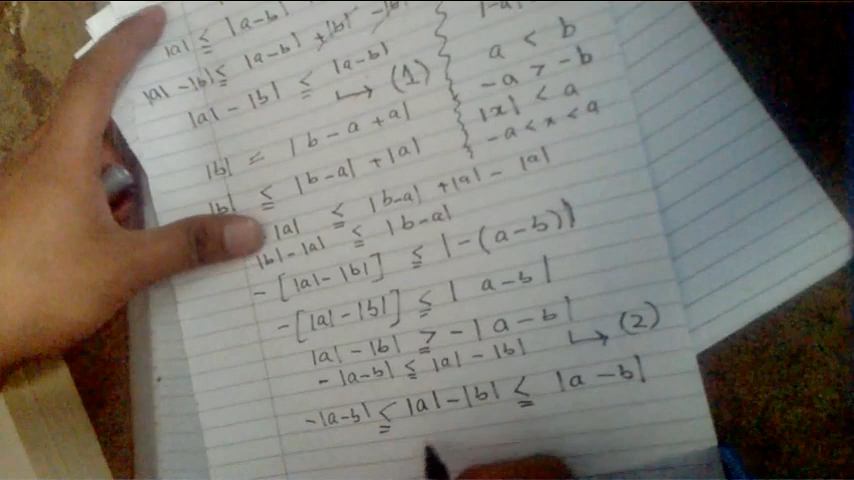 |a| ≤ |a-b|
|a| - |b| ≤ |a-b| + |b| - |b|
|a| - |b| ≤ |a-b|
↳ (1)
|b| = |b - a + a|
|b| ≤ |b-a| + |a|
|a| ≤ |b-a| + |a| - |a|
|b| - |a| ≤ |b-a|
- [|a| - |b|] ≤ |-(a-b)|
- [|a| - |b|] ≤ |a-b|
|a| - |b| ≥ -|a-b|
↳ (2)
- |a-b| ≤ |a| - |b|
-|a-b| ≤ |a| - |b| ≤ |a-b|
|-a|
a < b
-a > -b
|x| < a
-a < x < a